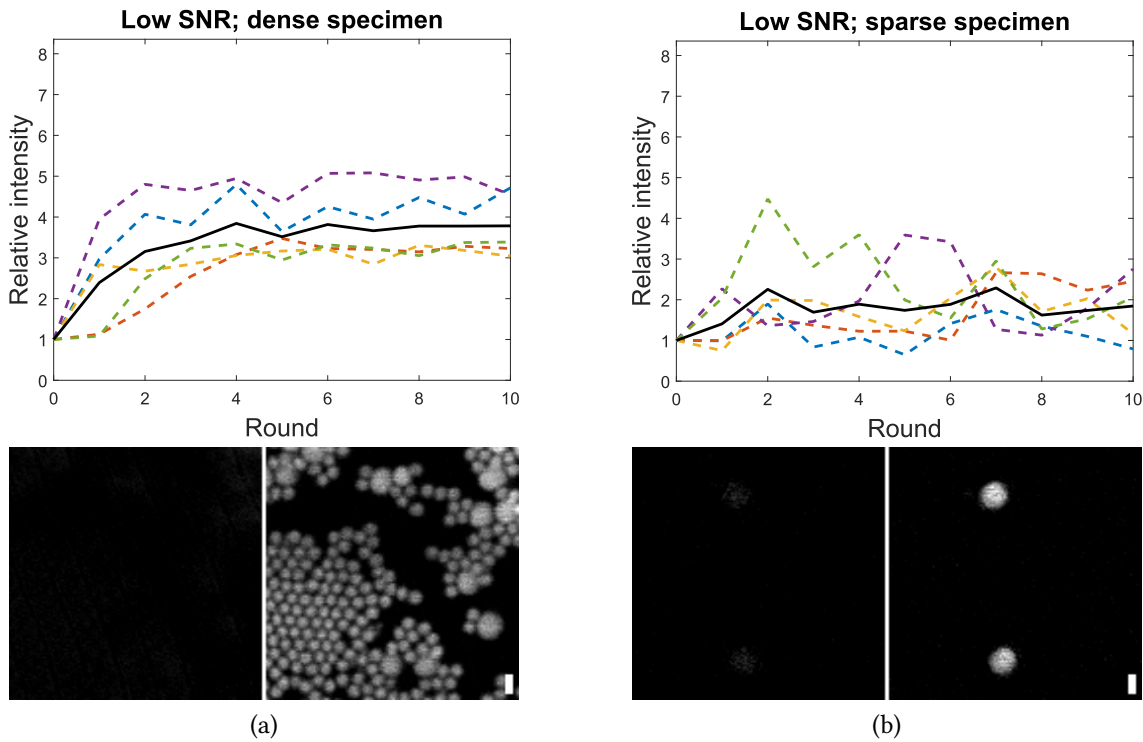 Low SNR; dense specimen
8
7
6
5
4
3
2
1
0
Relative intensity
0 2 4 6 8 10
Round
(a)
Low SNR; sparse specimen
8
7
6
5
4
3
2
1
0
Relative intensity
0 2 4 6 8 10
Round
(b)